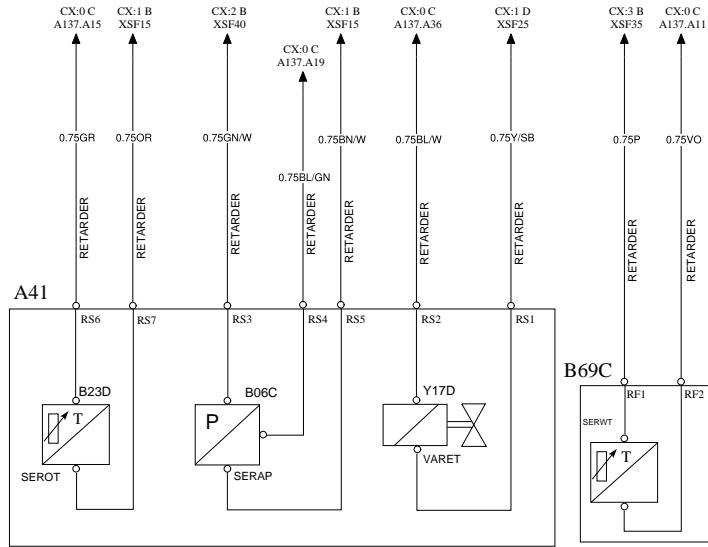 CX:0 C
A137.A15
CX:1 B
XSF15
CX:2 B
XSF40
CX:0 C
A137.A19
CX:1 B
XSF15
CX:0 C
A137.A36
CX:1 D
XSF25
CX:3 B
XSF35
CX:0 C
A137.A11
0.75GR
0.75OR
0.75GN/W
0.75BL/GN
0.75BN/W
0.75BL/W
0.75Y/SB
0.75P
0.75VO
RETARDER
RETARDER
RETARDER
RETARDER
RETARDER
RETARDER
RETARDER
RETARDER
RETARDER
A41
RS6
RS7
RS3
RS4
RS5
RS2
RS1
B69C
RF1
RF2
B23D
T
SEROT
B06C
P
SERAP
Y17D
VARET
SERWT
T